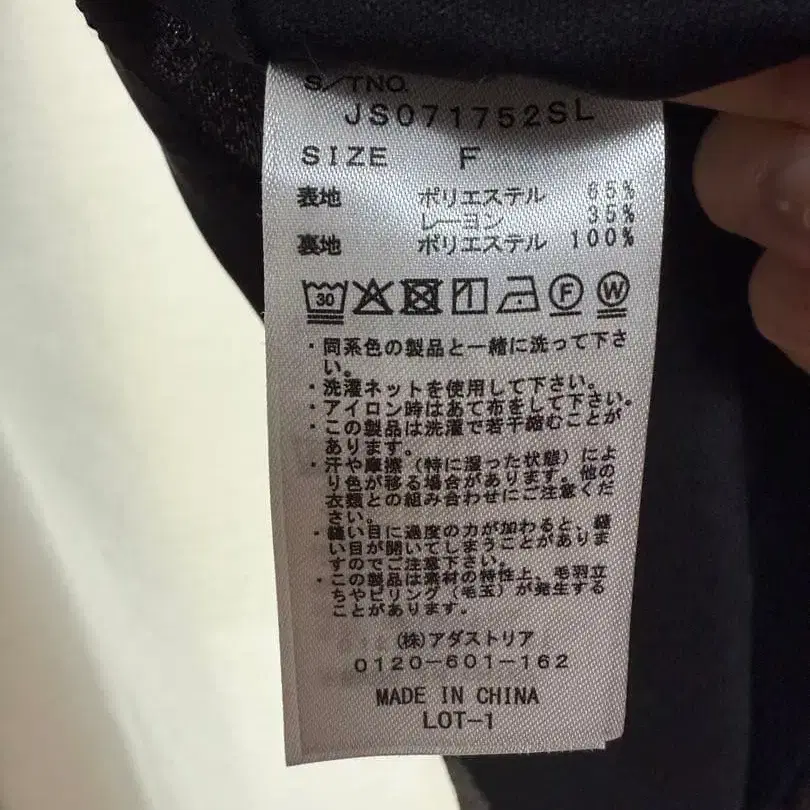 S/TNO.
JS071752SL
SIZE F
表地 ポリエステル 65%
レーヨン 35%
裏地 ポリエステル 100%
30 F W
・同系色の製品と一緒に洗って下さ
い。
・洗濯ネットを使用して下さい。
・アイロン時はあて布をして下さい。
・この製品は洗濯で若干縮むことが
あります。
・汗や摩擦（特に湿った状態）によ
り色が移る場合があります。他の
衣類との組み合わせにご注意くだ
さい。
・縫い目に過度の力が加わると、縫
い目が開いてしまうことがありま
すのでご注意下さい。
・この製品は素材の特性上、毛羽立
ちやピリング（毛玉）が発生する
ことがあります。
(株)アダストリア
0120-601-162
MADE IN CHINA
LOT-1